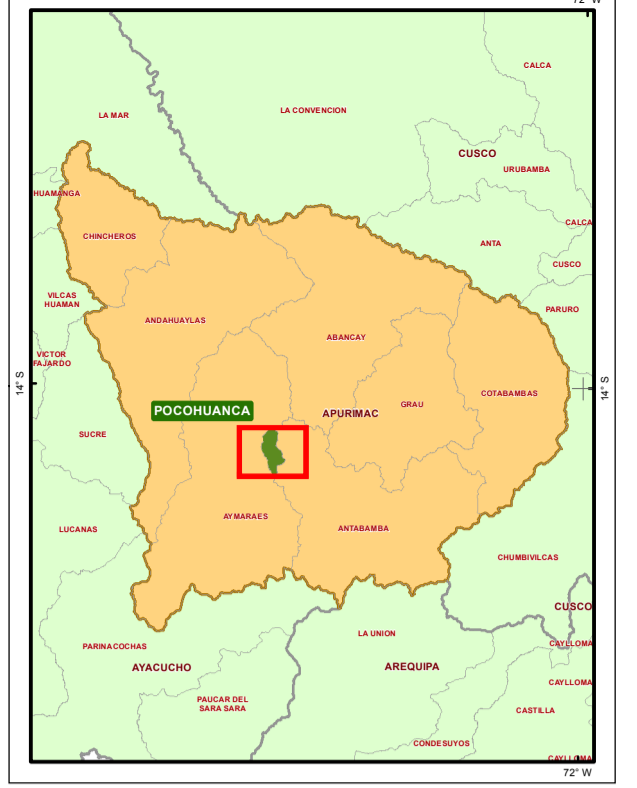 72° W
CALCA
LA MAR
LA CONVENCION
CUSCO
URUBAMBA
HUAMANGA
CALCA
CHINCHEROS
ANTA
CUSCO
VILCAS
HUAMAN
PARURO
ANDAHUAYLAS
ABANCAY
VICTOR
FAJARDO
14° S
14° S
COTABAMBAS
GRAU
POCOHUANCA
APURIMAC
SUCRE
AYMARAES
LUCANAS
ANTABAMBA
CHUMBIVILCAS
CUSCO
LA UNION
CAYLLOMA
PARINACOCHAS
AYACUCHO
AREQUIPA
CAYLLOMA
PAUCAR DEL
SARA SARA
CASTILLA
CONDESUYOS
CAYLLOMA
72° W